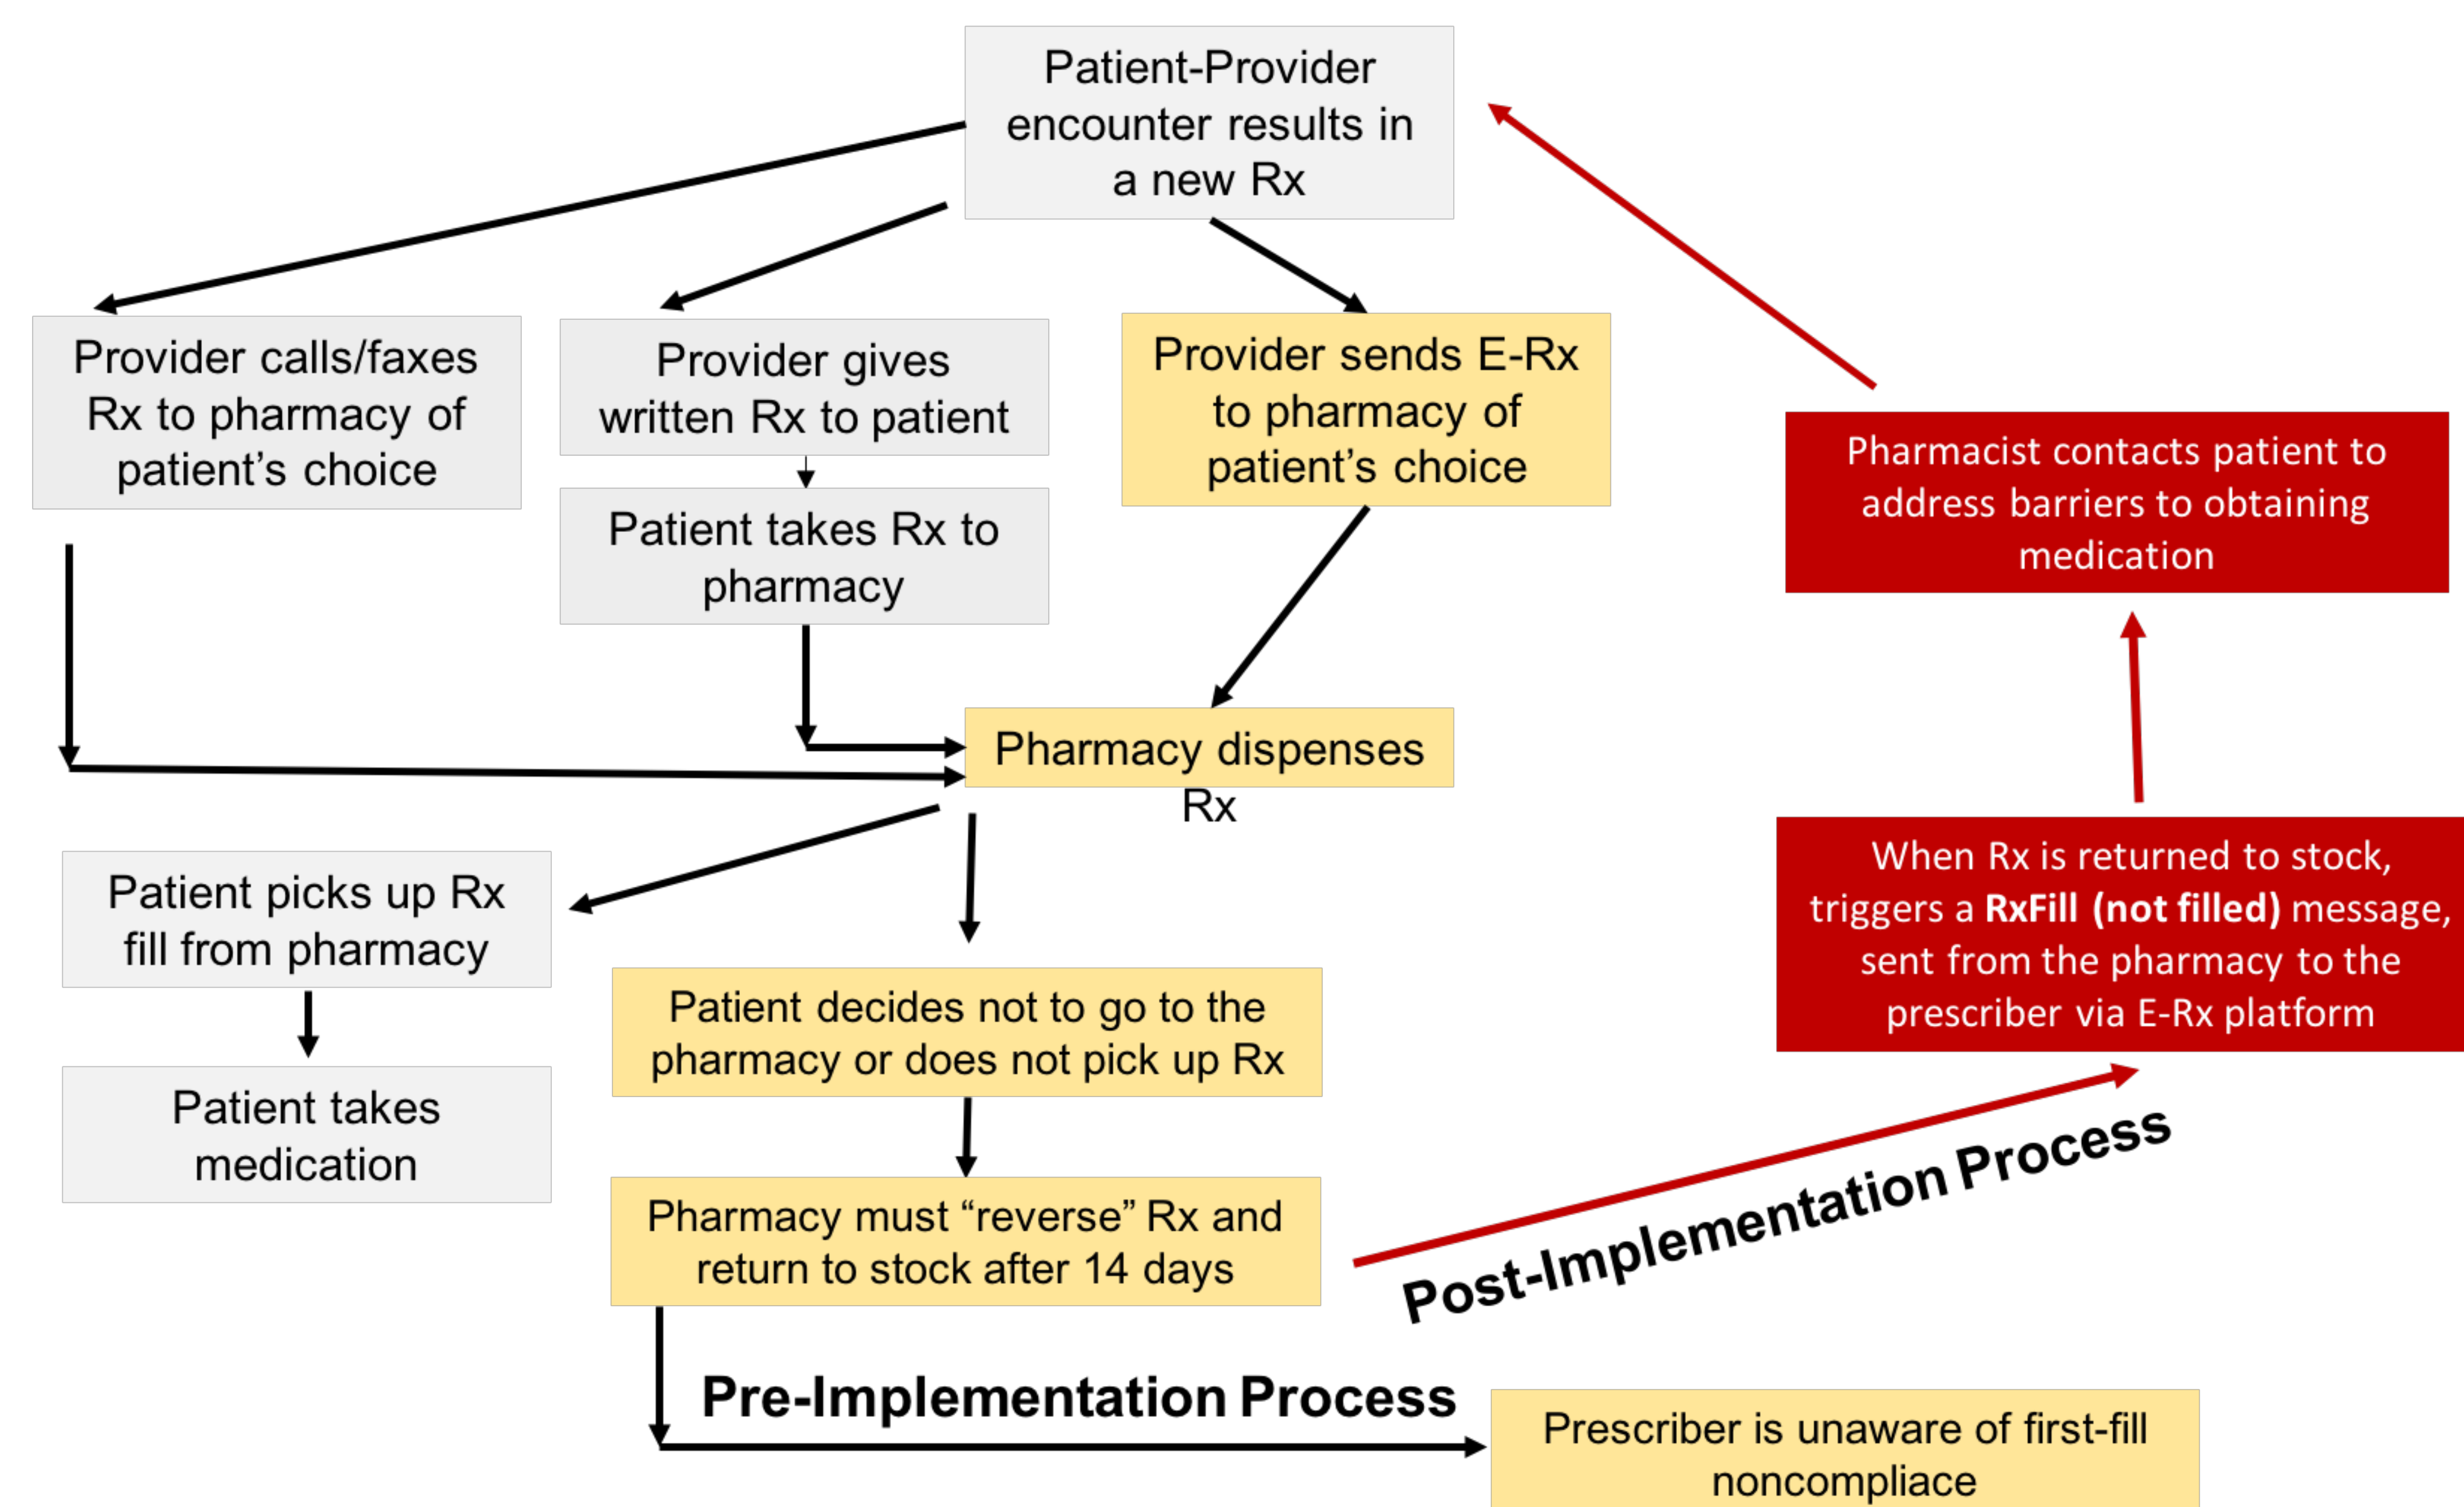 Patient-Provider
encounter results in
a new Rx
Provider calls/faxes
Rx to pharmacy of
patient’s choice
Provider gives
written Rx to patient
Provider sends E-Rx
to pharmacy of
patient’s choice
Patient takes Rx to
pharmacy
Pharmacist contacts patient to
address barriers to obtaining
medication
Pharmacy dispenses
Rx
Patient picks up Rx
fill from pharmacy
Patient takes
medication
Patient decides not to go to the
pharmacy or does not pick up Rx
Pharmacy must “reverse” Rx and
return to stock after 14 days
When Rx is returned to stock,
triggers a RxFill (not filled) message,
sent from the pharmacy to the
prescriber via E-Rx platform
Post-Implementation Process
Pre-Implementation Process
Prescriber is unaware of first-fill
noncompliace